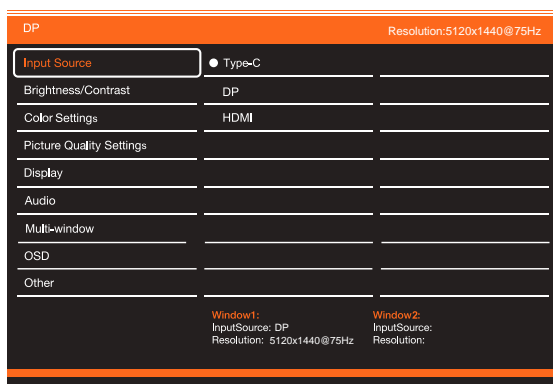 DP
Resolution:5120x1440@75Hz
Input Source
Type-C
Brightness/Contrast
DP
Color Settings
HDMI
Picture Quality Settings
Display
Audio
Multi-window
OSD
Other
Window1:
InputSource: DP
Resolution: 5120x1440@75Hz
Window2:
InputSource:
Resolution: